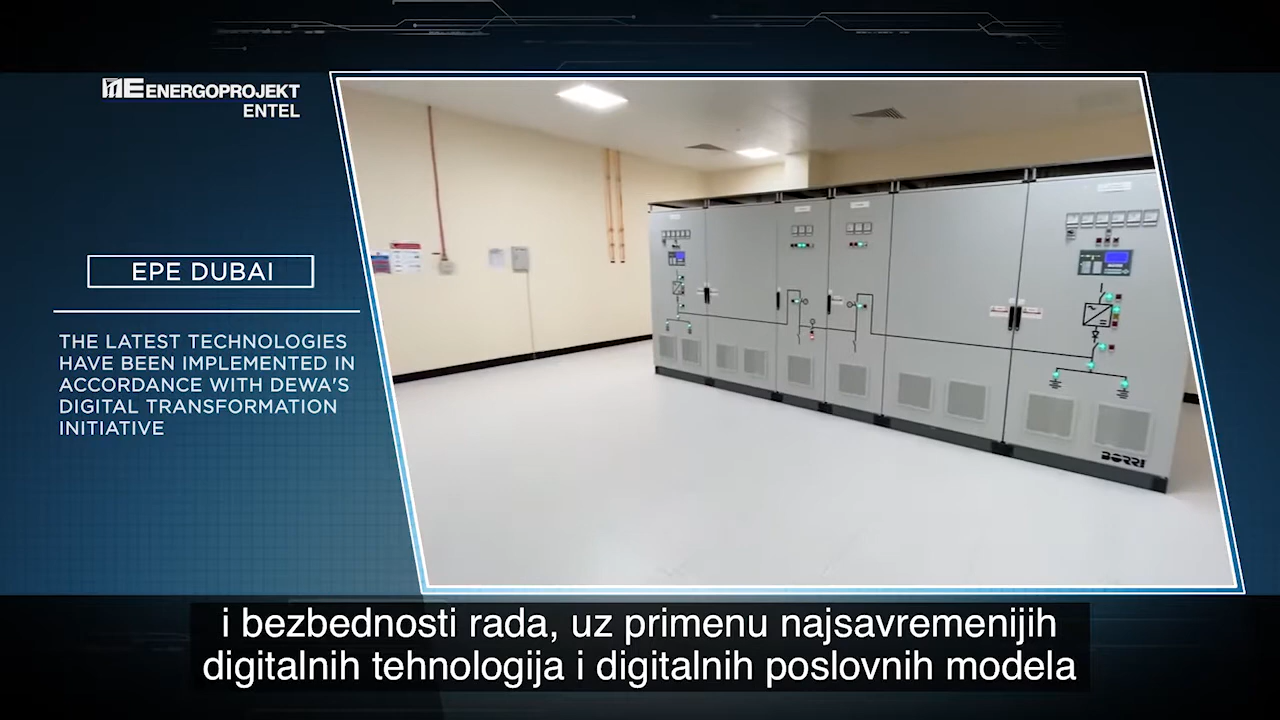 ENERGOPROJEKT
ENTEL
EPE DUBAI
THE LATEST TECHNOLOGIES
HAVE BEEN IMPLEMENTED IN
ACCORDANCE WITH DEWA'S
DIGITAL TRANSFORMATION
INITIATIVE
BORRI
i bezbednosti rada, uz primenu najsavremenijih
digitalnih tehnologija i digitalnih poslovnih modela